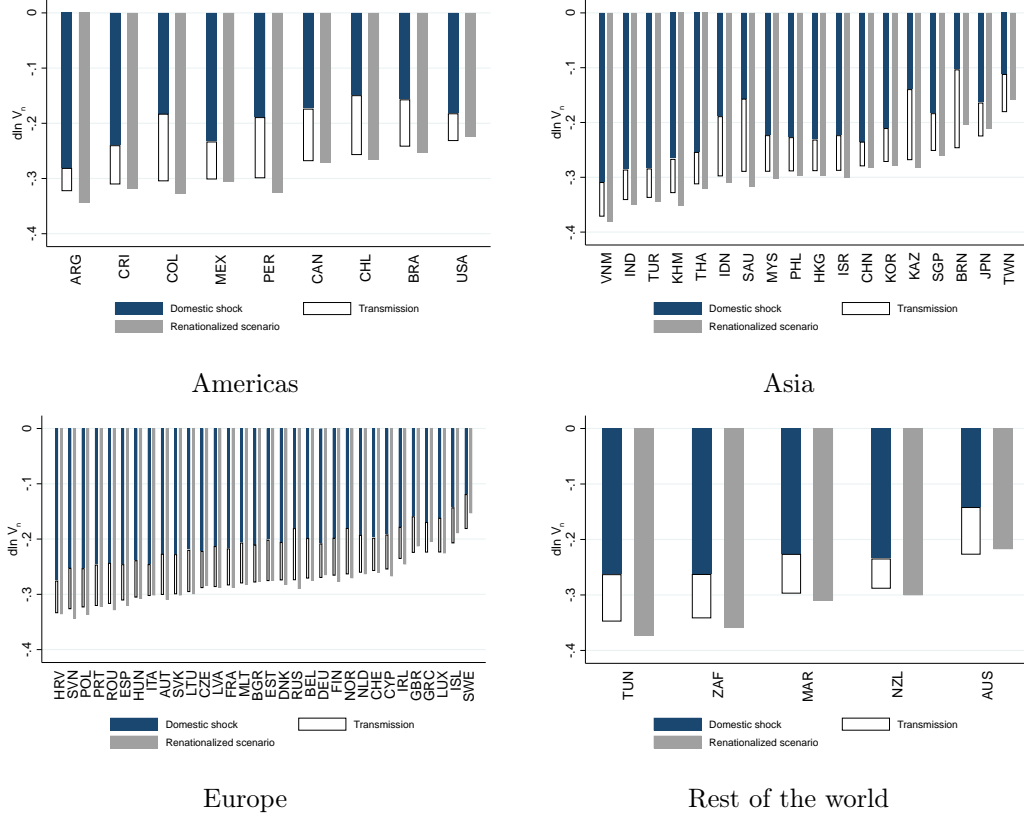 0
-.1
-.2
-.3
-.4
dln Vn
ARG CRI COL MEX PER CAN CHL BRA USA
Domestic shock Transmission
Renationalized scenario
Americas
0
-.1
-.2
-.3
-.4
dln Vn
VNM IND TUR KHM THA IDN SAU MYS PHL HKG ISR CHN KOR KAZ SGP BRN JPN TWN
Domestic shock Transmission
Renationalized scenario
Asia
0
-.1
-.2
-.3
-.4
dln Vn
HRV SVN POL PRT ROU ESP HUN ITA AUT SVK LTU CZE LVA FRA MLT BGR EST DNK RUS BEL DEU FIN NOR NLD CHE CYP IRL GBR GRC LUX ISL SWE
Domestic shock Transmission
Renationalized scenario
Europe
0
-.1
-.2
-.3
-.4
dln Vn
TUN ZAF MAR NZL AUS
Domestic shock Transmission
Renationalized scenario
Rest of the world